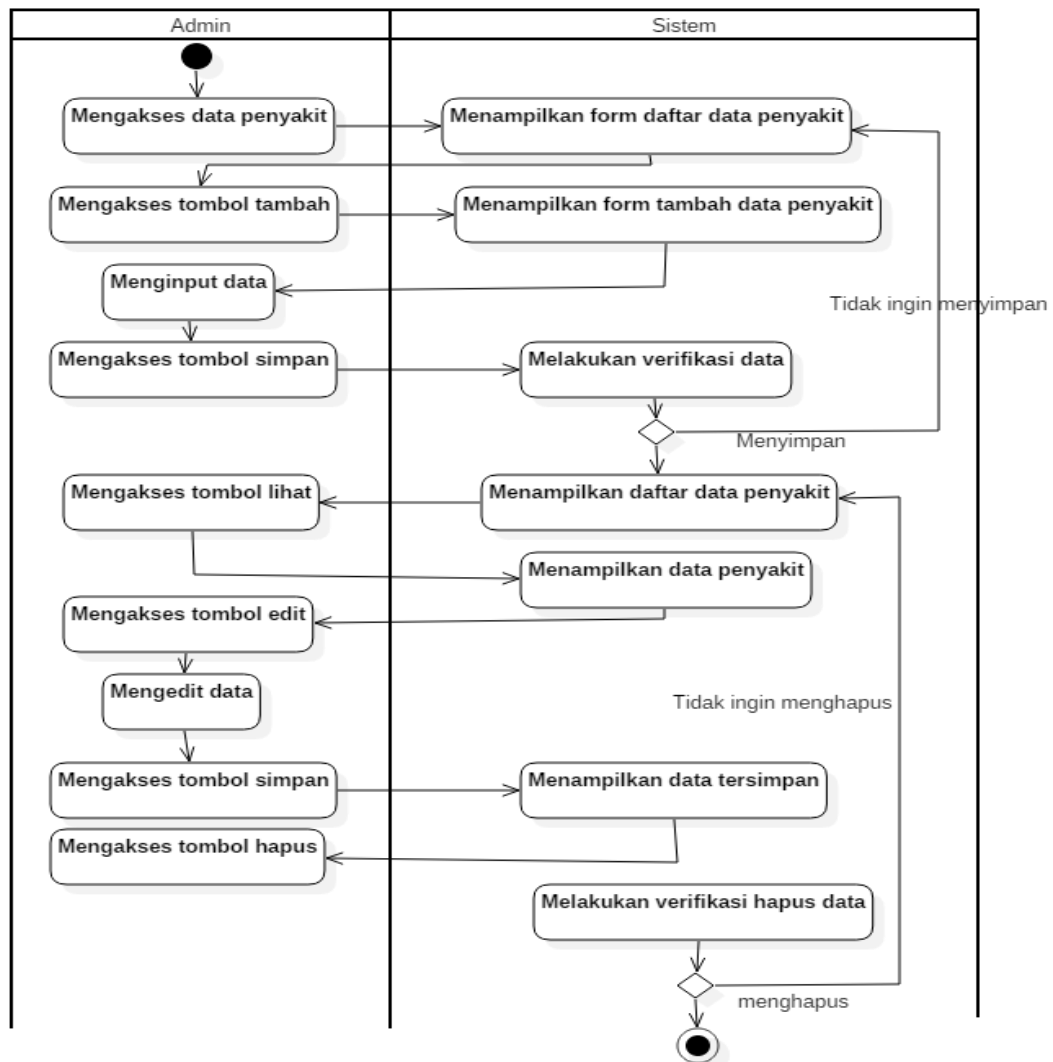 Admin
Sistem
Mengakses data penyakit
Menampilkan form daftar data penyakit
Mengakses tombol tambah
Menampilkan form tambah data penyakit
Menginput data
Tidak ingin menyimpan
Mengakses tombol simpan
Melakukan verifikasi data
Menyimpan
Mengakses tombol lihat
Menampilkan daftar data penyakit
Menampilkan data penyakit
Mengakses tombol edit
Mengedit data
Tidak ingin menghapus
Mengakses tombol simpan
Menampilkan data tersimpan
Mengakses tombol hapus
Melakukan verifikasi hapus data
menghapus